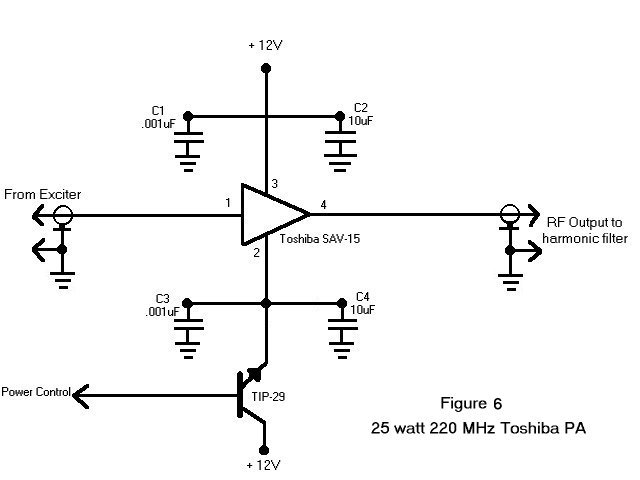 + 12V
C1
.001uF
C2
10uF
3
From Exciter
1
4
RF Output to
harmonic filter
Toshiba SAV-15
2
C3
.001uF
C4
10uF
Power Control
TIP-29
Figure 6
25 watt 220 MHz Toshiba PA
+ 12V